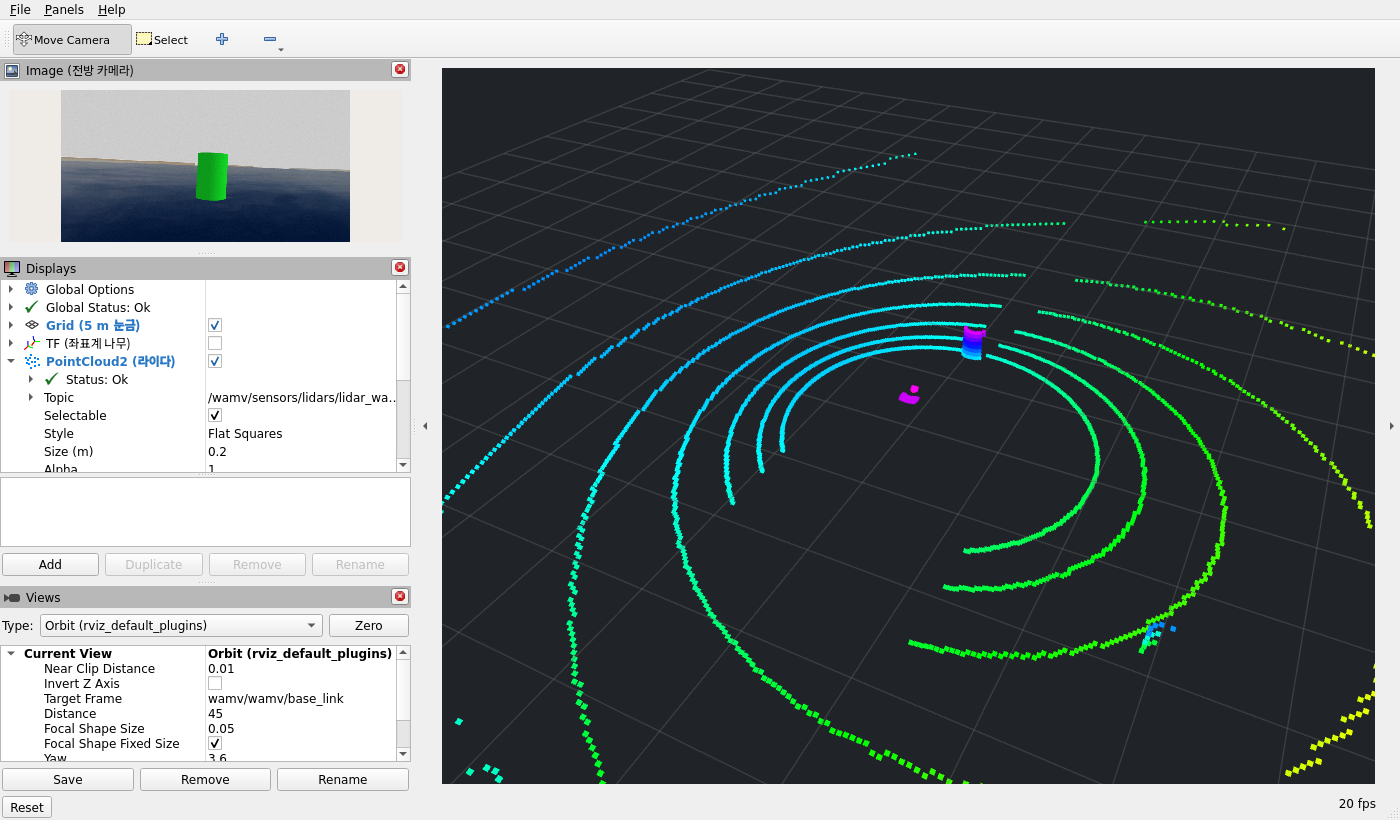 File Panels Help
Move Camera Select
Image (전방 카메라)
Displays
Global Options
Global Status: Ok
Grid (5 m 눈금)
TF (좌표계 나무)
PointCloud2 (라이다)
Status: Ok
Topic /wamv/sensors/lidars/lidar_wa...
Selectable
Style Flat Squares
Size (m) 0.2
Alpha 1
Add Duplicate Remove Rename
Views
Type: Orbit (rviz_default_plugins) Zero
Current View Orbit (rviz_default_plugins)
Near Clip Distance 0.01
Invert Z Axis
Target Frame wamv/wamv/base_link
Distance 45
Focal Shape Size 0.05
Focal Shape Fixed Size
Yaw 3.6
Save Remove Rename
Reset
20 fps